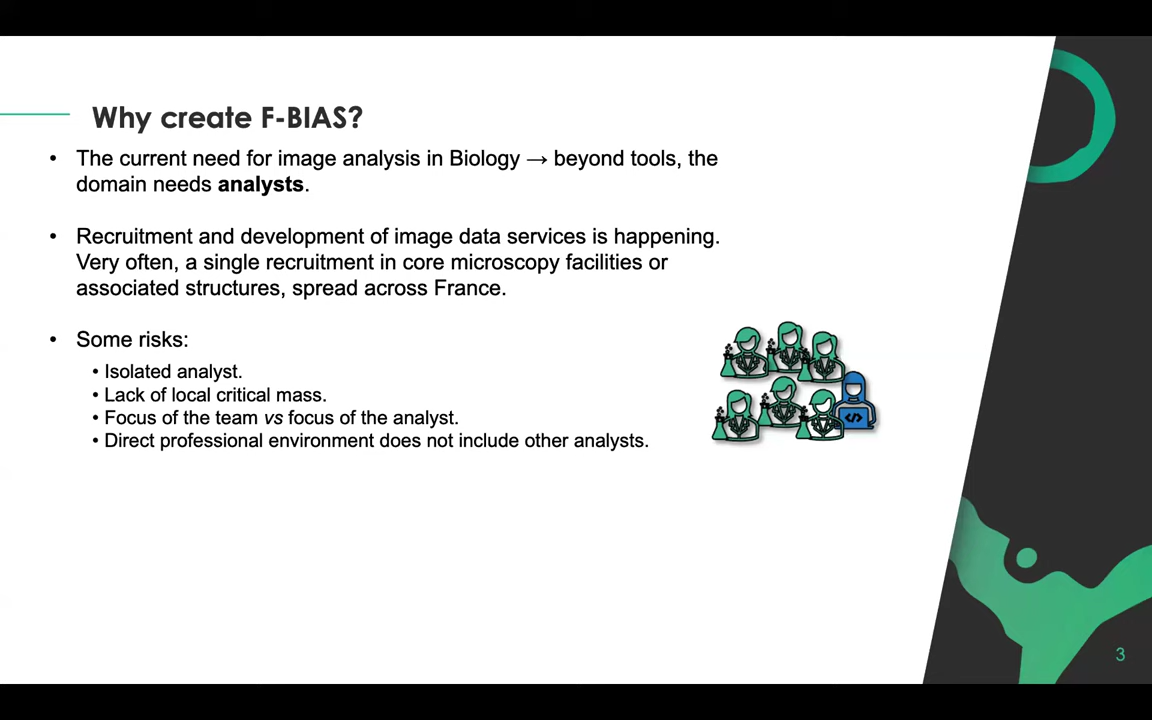 Why create F-BIAS?
• The current need for image analysis in Biology → beyond tools, the
domain needs analysts.
• Recruitment and development of image data services is happening.
Very often, a single recruitment in core microscopy facilities or
associated structures, spread across France.
• Some risks:
• Isolated analyst.
• Lack of local critical mass.
• Focus of the team vs focus of the analyst.
• Direct professional environment does not include other analysts.
</>
3